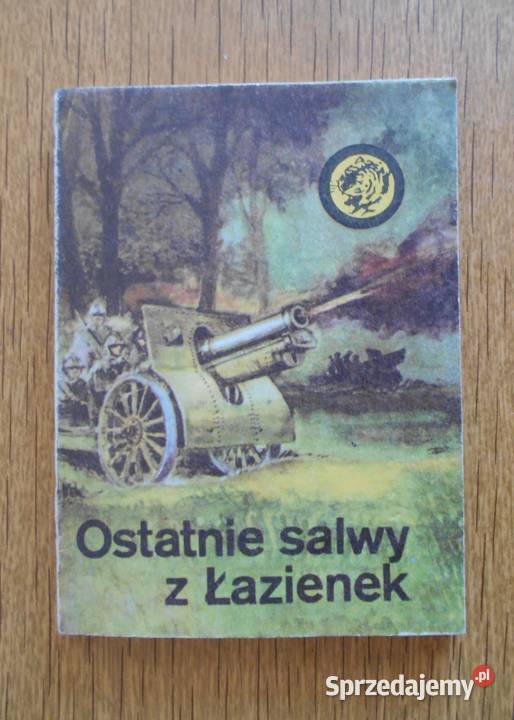 Ostatnie salwy
z Łazienek
Sprzedajemy.pl